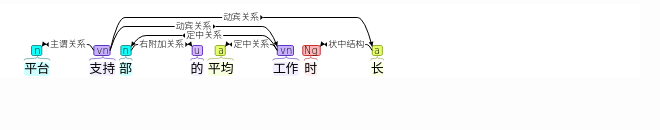 动宾关系
动宾关系
定中关系
主谓关系 右附加关系 定中关系 状中结构
n vn n u a vn Ng a
平台 支持 部 的 平均 工作 时 长